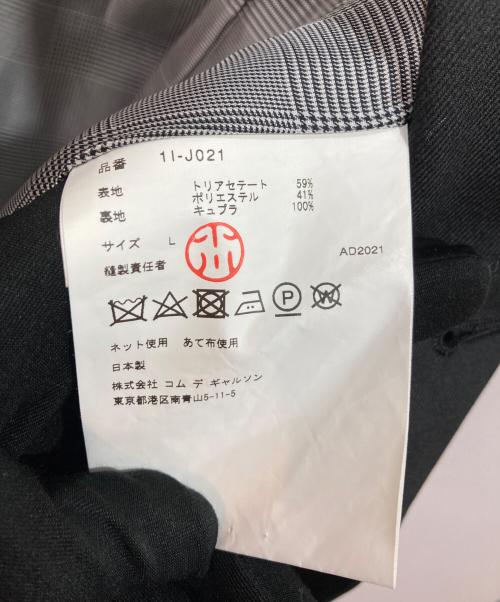 品番 1I-J021
表地 トリアセテート 59%
ポリエステル 41%
裏地 キュプラ 100%
サイズ L
縫製責任者
AD2021
P W
ネット使用 あて布使用
日本製
株式会社 コム デ ギャルソン
東京都港区南青山5-11-5